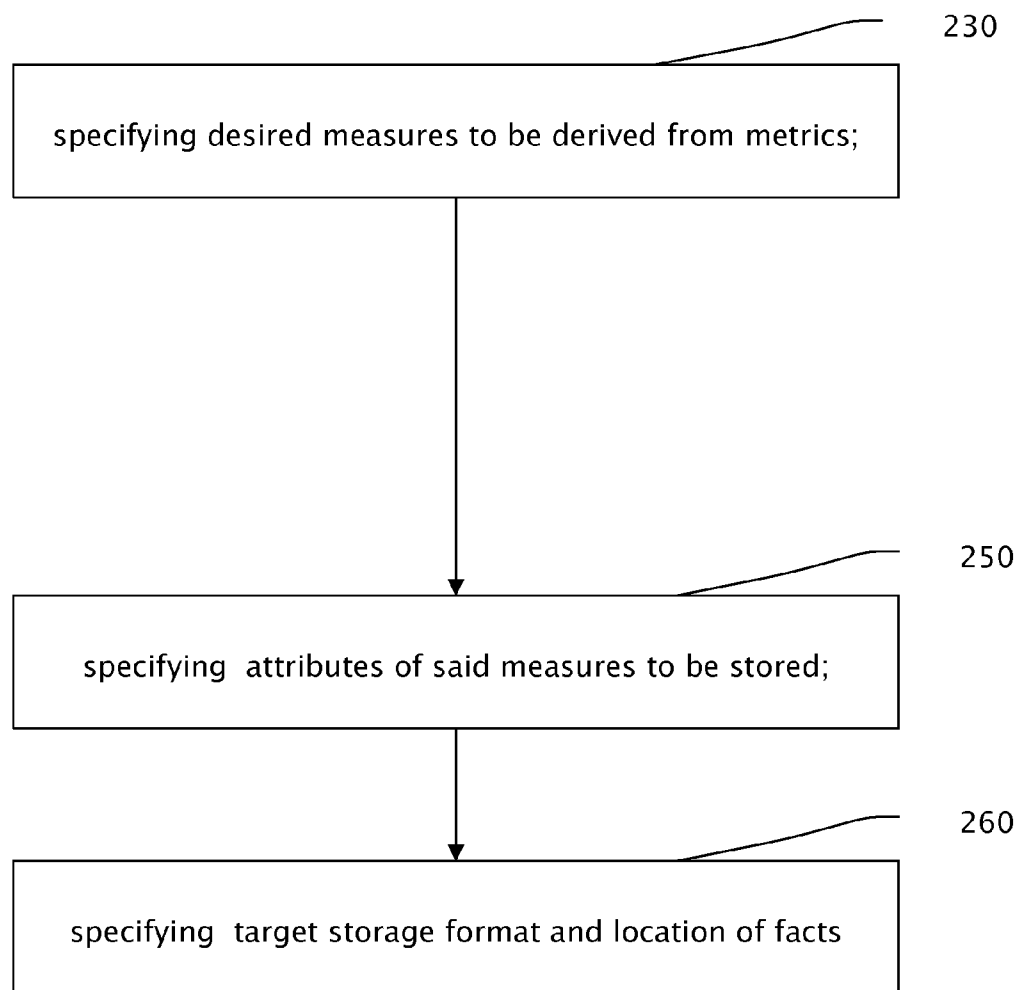 230
specifying desired measures to be derived from metrics;
250
specifying  attributes of said measures to be stored;
260
specifying  target storage format and location of facts